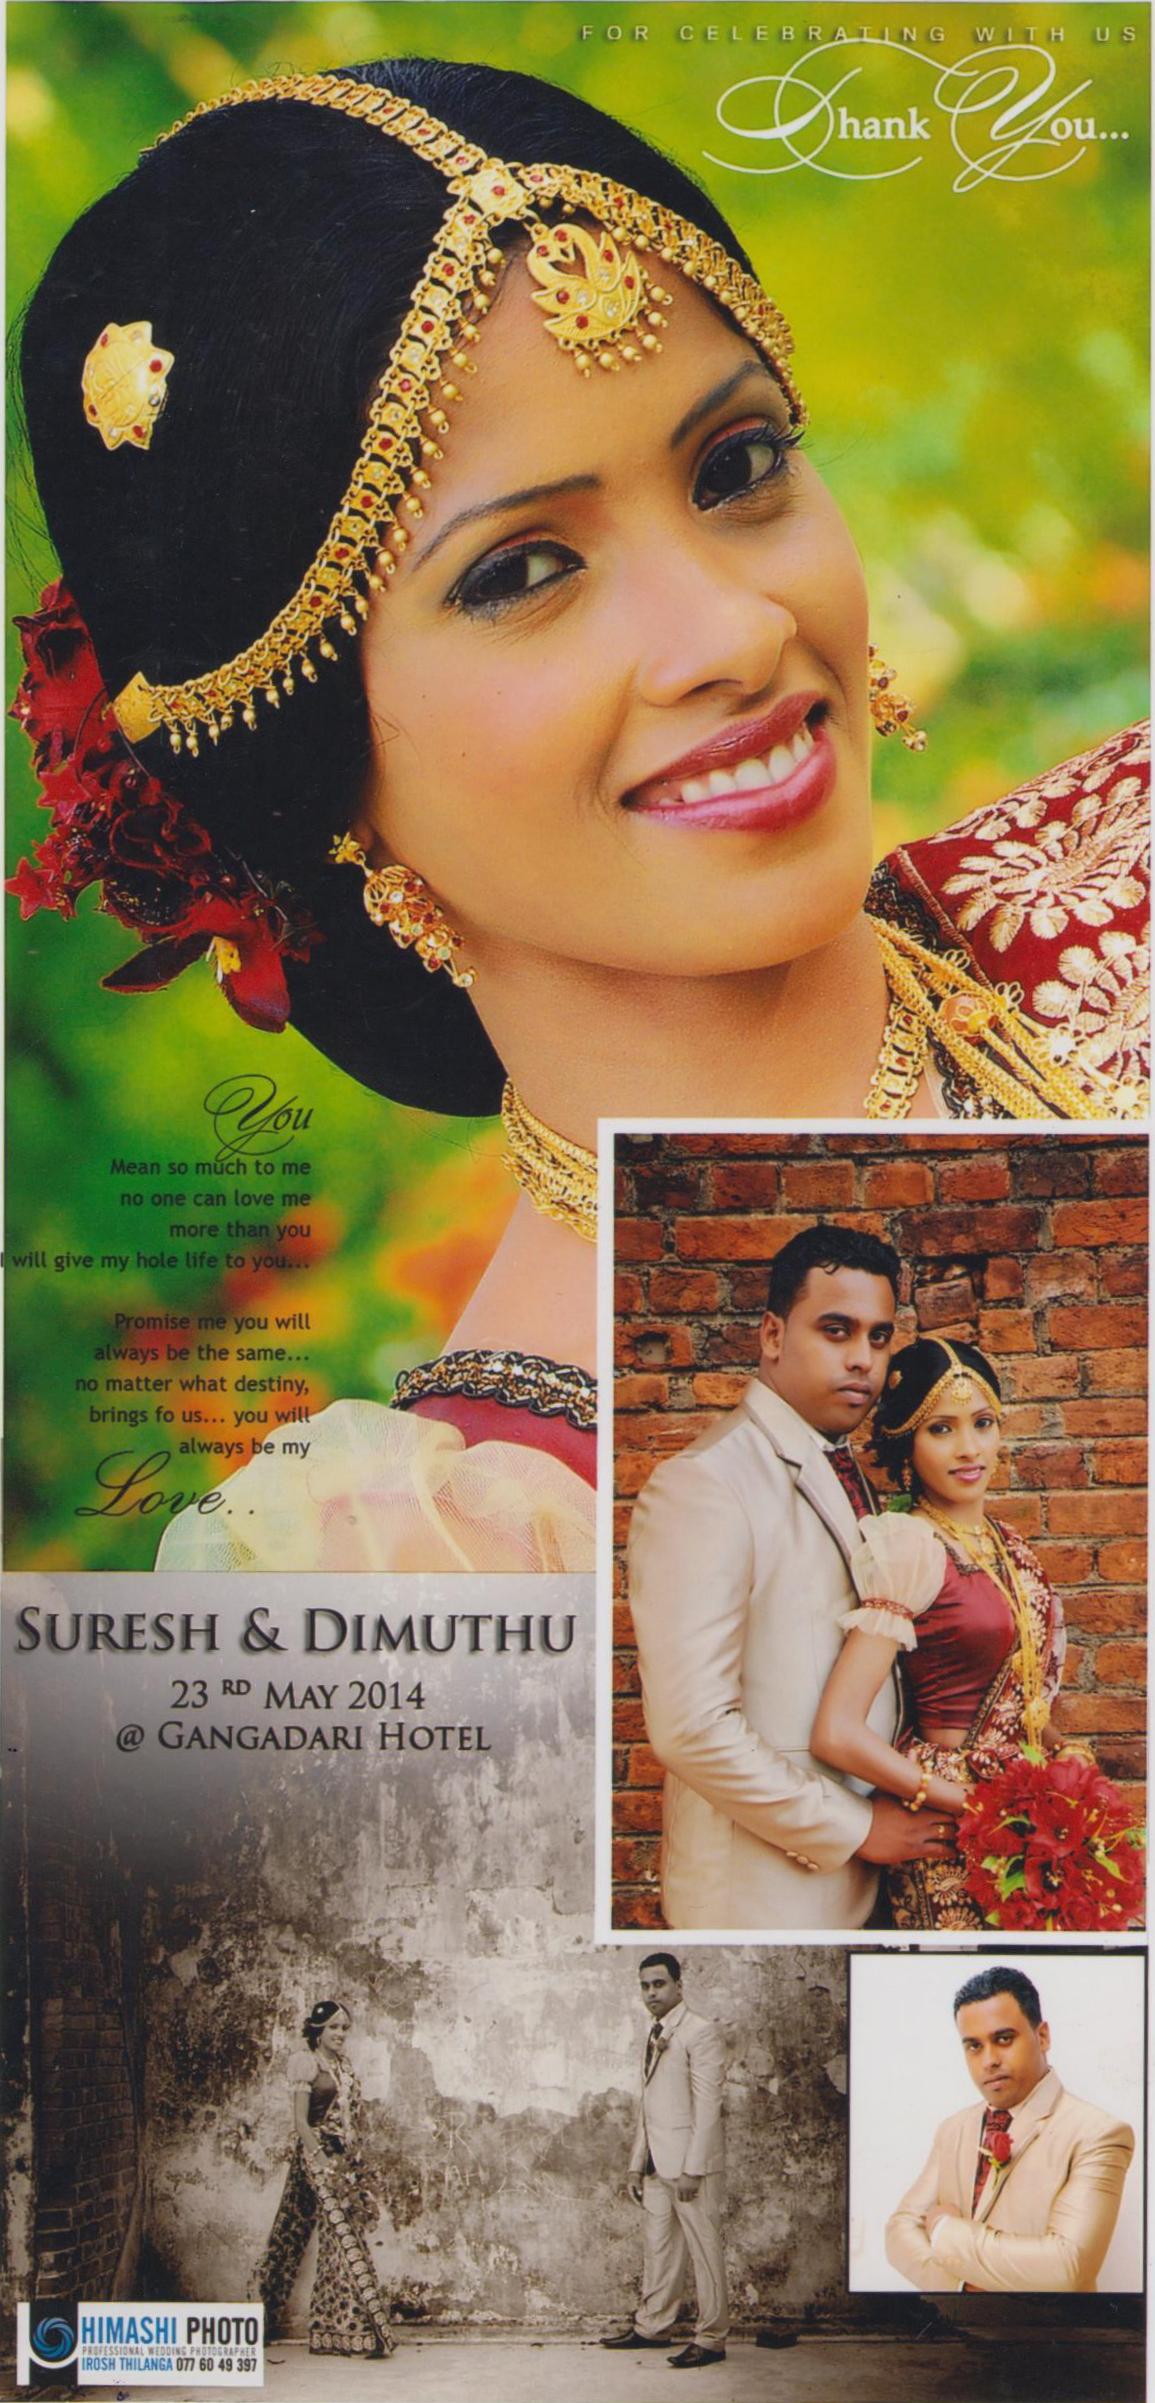 FOR CELEBRATING WITH US
Thank You...
You
Mean so much to me
no one can love me
more than you
I will give my hole life to you...
Promise me you will
always be the same...
no matter what destiny,
brings fo us... you will
always be my
Love..
SURESH & DIMUTHU
23 RD MAY 2014
@ GANGADARI HOTEL
HIMASHI PHOTO
PROFESSIONAL WEDDING PHOTOGRAPHER
IROSH THILANGA 077 60 49 397